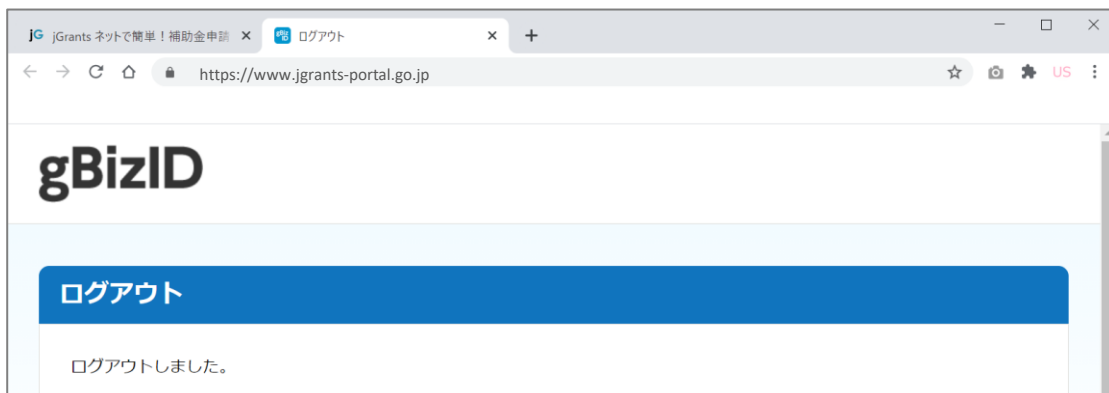 jG jGrants ネットで簡単！補助金申請
gBizID ログアウト
https://www.jgrants-portal.go.jp
US
gBizID
ログアウト
ログアウトしました。